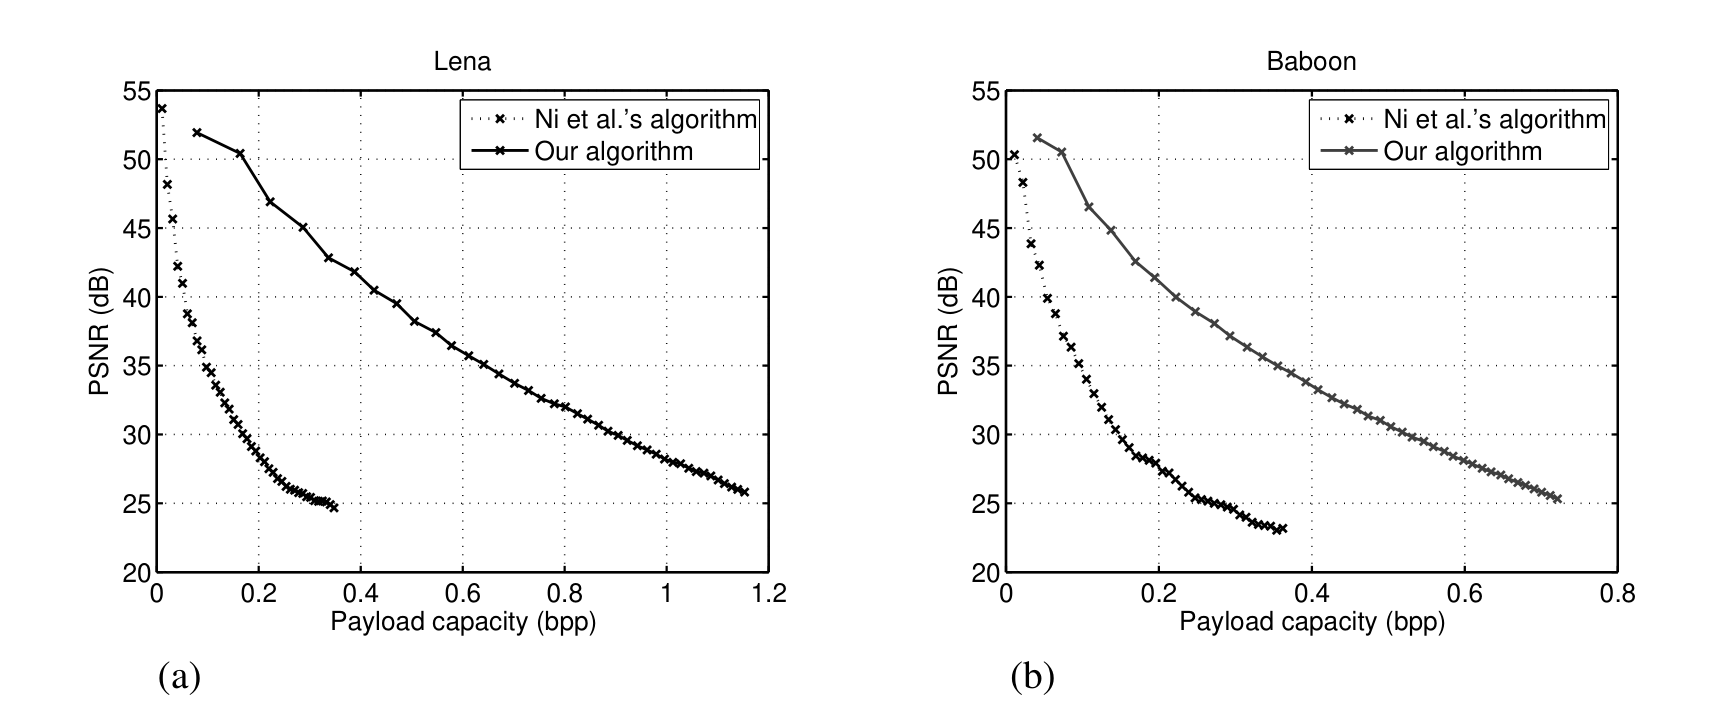 Lena
55
50
45
40
35
30
25
20
PSNR (dB)
Ni et al.'s algorithm
Our algorithm
0 0.2 0.4 0.6 0.8 1 1.2
Payload capacity (bpp)
(a)
Baboon
55
50
45
40
35
30
25
20
PSNR (dB)
Ni et al.'s algorithm
Our algorithm
0 0.2 0.4 0.6 0.8
Payload capacity (bpp)
(b)